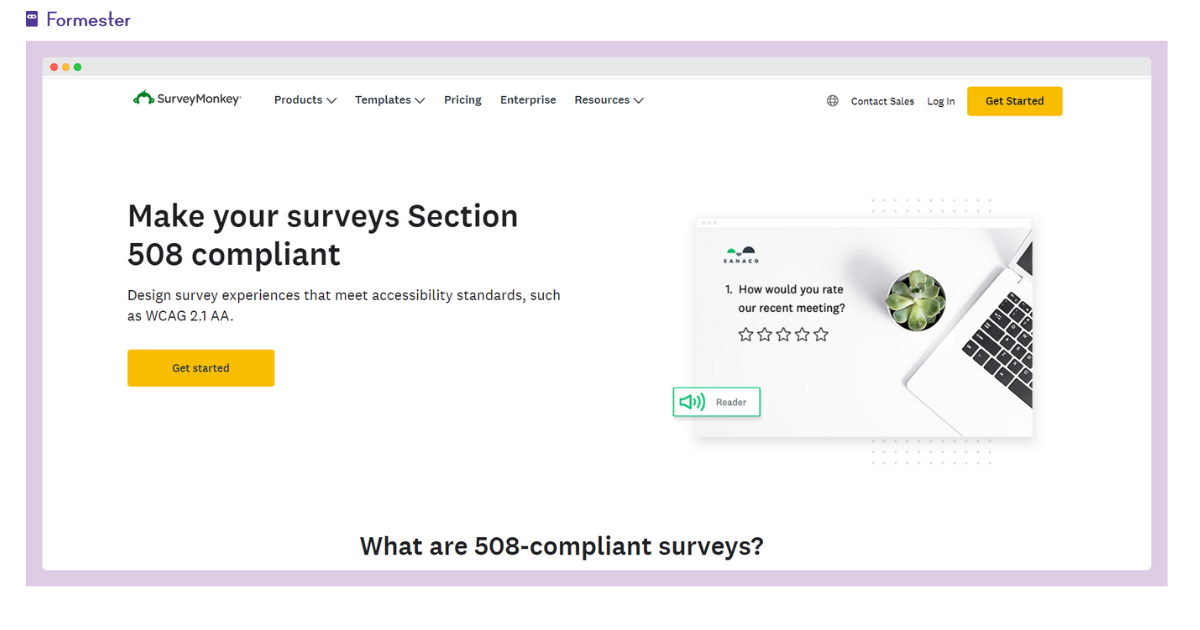 Formester
SurveyMonkey
Products
Templates
Pricing
Enterprise
Resources
Contact Sales
Log In
Get Started
Make your surveys Section
508 compliant
Design survey experiences that meet accessibility standards, such
as WCAG 2.1 AA.
Get started
SANACO
1. How would you rate
our recent meeting?
Reader
What are 508-compliant surveys?